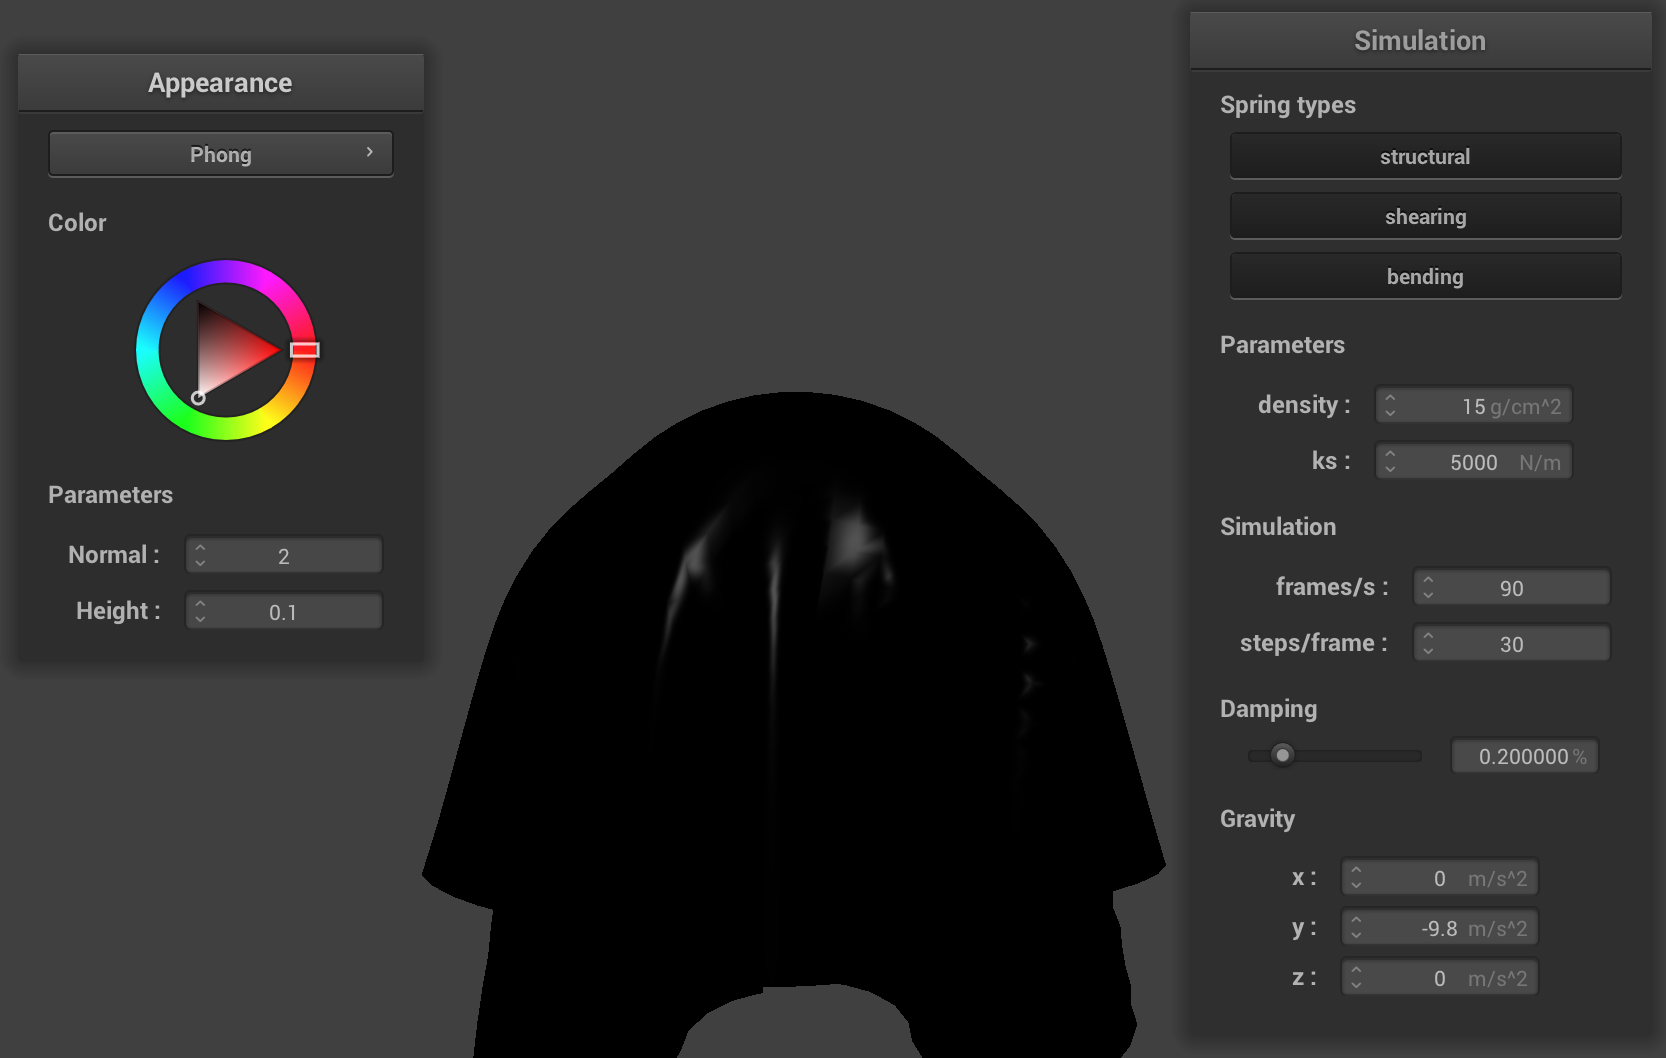 Appearance
Phong
Color
Parameters
Normal :
2
Height :
0.1
Simulation
Spring types
structural
shearing
bending
Parameters
density :
15 g/cm^2
ks :
5000 N/m
Simulation
frames/s :
90
steps/frame :
30
Damping
0.200000 %
Gravity
x :
0 m/s^2
y :
-9.8 m/s^2
z :
0 m/s^2